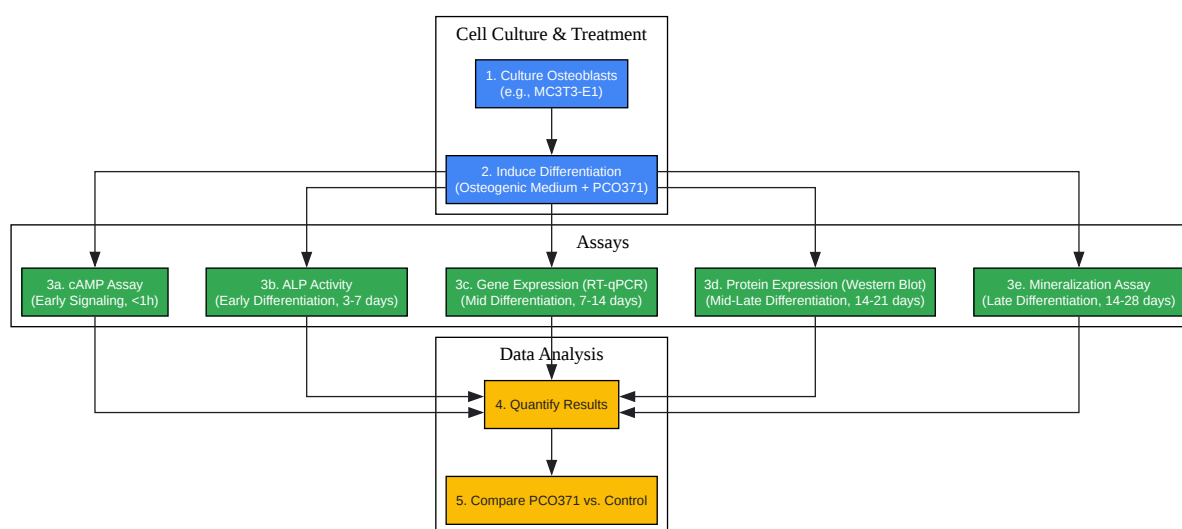 Cell Culture & Treatment
1. Culture Osteoblasts
(e.g., MC3T3-E1)
2. Induce Differentiation
(Osteogenic Medium + PCO371)
Assays
3a. cAMP Assay
(Early Signaling, <1h)
3b. ALP Activity
(Early Differentiation, 3-7 days)
3c. Gene Expression (RT-qPCR)
(Mid Differentiation, 7-14 days)
3d. Protein Expression (Western Blot)
(Mid-Late Differentiation, 14-21 days)
3e. Mineralization Assay
(Late Differentiation, 14-28 days)
Data Analysis
4. Quantify Results
5. Compare PCO371 vs. Control